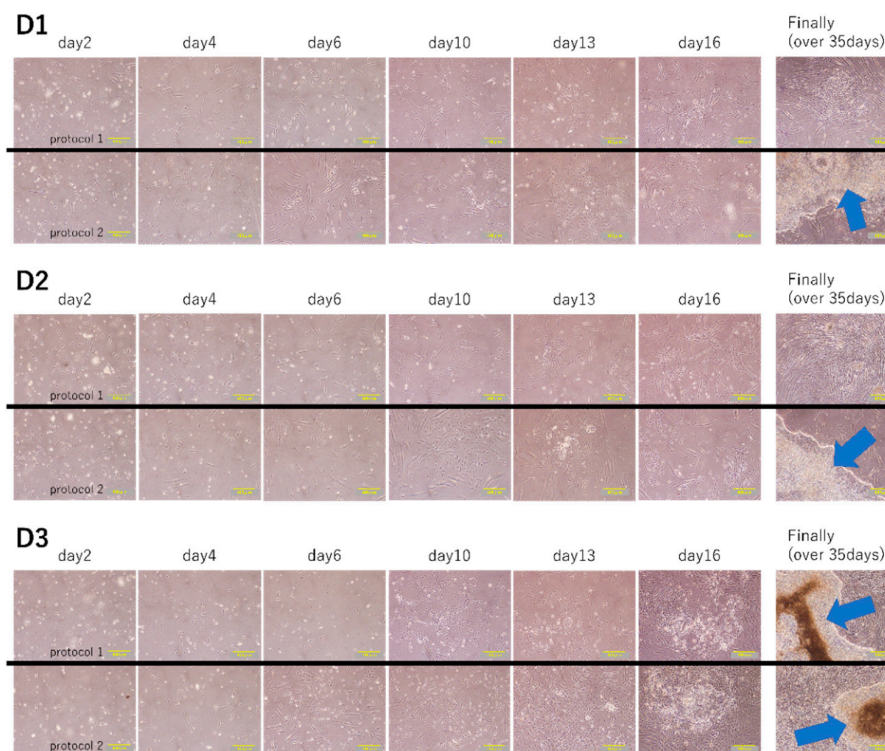 D1
day2 day4 day6 day10 day13 day16 Finally
(over 35days)
protocol 1
protocol 2
D2
day2 day4 day6 day10 day13 day16 Finally
(over 35days)
protocol 1
protocol 2
D3
day2 day4 day6 day10 day13 day16 Finally
(over 35days)
protocol 1
protocol 2